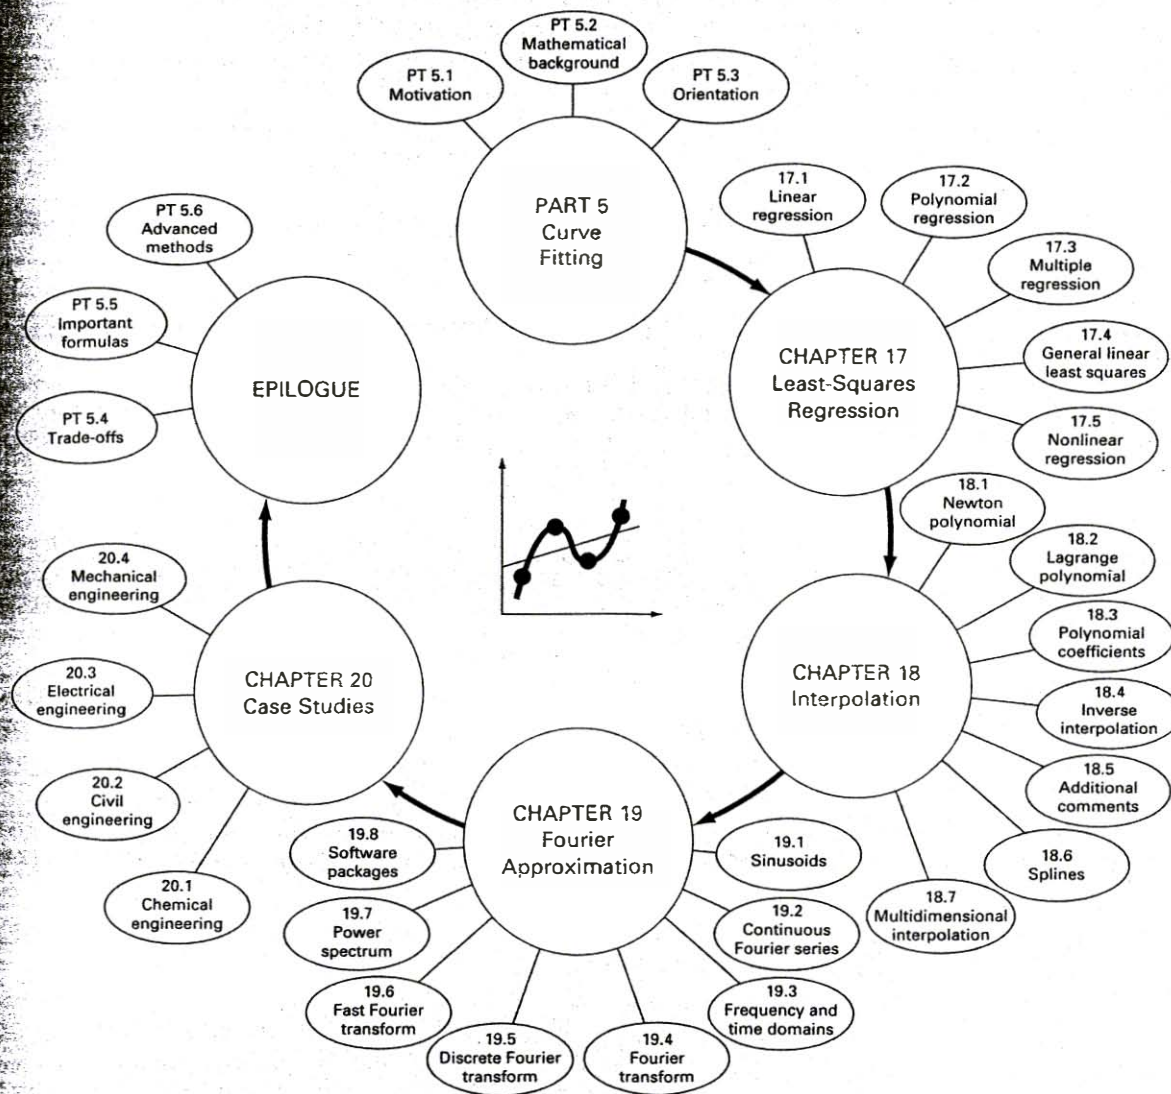 PT 5.1
Motivation
PT 5.2
Mathematical
background
PT 5.3
Orientation
PART 5
Curve
Fitting
17.1
Linear
regression
17.2
Polynomial
regression
17.3
Multiple
regression
17.4
General linear
least squares
17.5
Nonlinear
regression
CHAPTER 17
Least-Squares
Regression
18.1
Newton
polynomial
18.2
Lagrange
polynomial
18.3
Polynomial
coefficients
18.4
Inverse
interpolation
18.5
Additional
comments
18.6
Splines
18.7
Multidimensional
interpolation
CHAPTER 18
Interpolation
CHAPTER 19
Fourier
Approximation
19.1
Sinusoids
19.2
Continuous
Fourier series
19.3
Frequency and
time domains
19.4
Fourier
transform
19.5
Discrete Fourier
transform
19.6
Fast Fourier
transform
19.7
Power
spectrum
19.8
Software
packages
CHAPTER 20
Case Studies
20.1
Chemical
engineering
20.2
Civil
engineering
20.3
Electrical
engineering
20.4
Mechanical
engineering
EPILOGUE
PT 5.4
Trade-offs
PT 5.5
Important
formulas
PT 5.6
Advanced
methods